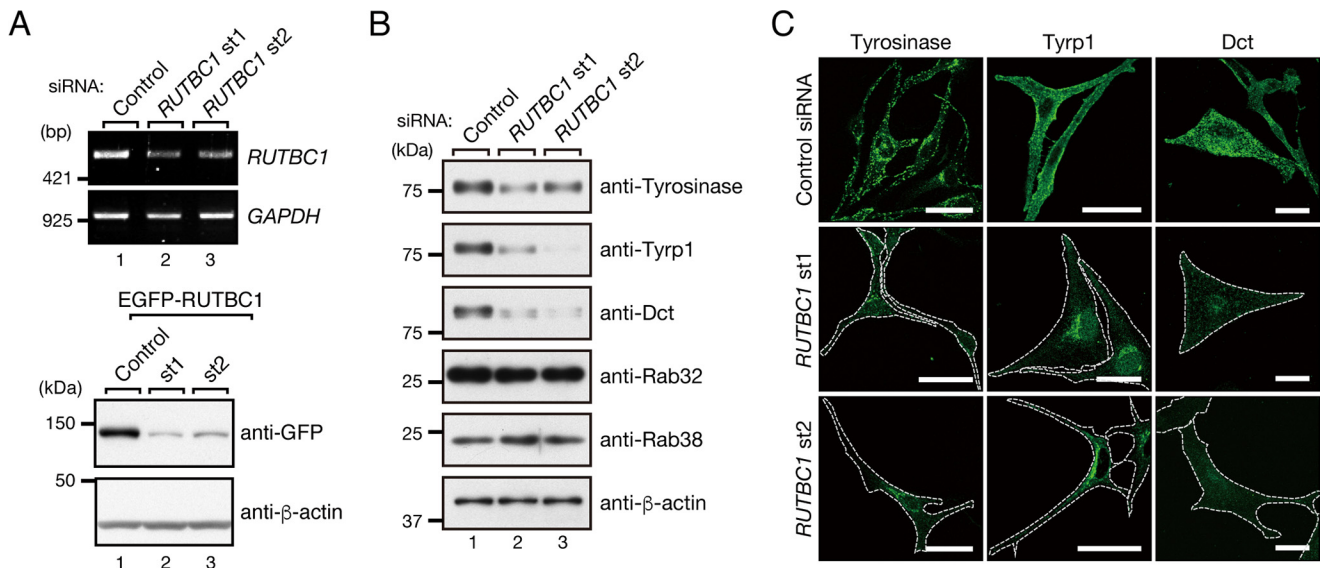 A
siRNA:
Control
RUTBC1 st1
RUTBC1 st2
(bp)
RUTBC1
421
GAPDH
925
1 2 3
EGFP-RUTBC1
Control
st1
st2
(kDa)
150
anti-GFP
50
anti-β-actin
1 2 3
B
siRNA:
Control
RUTBC1 st1
RUTBC1 st2
(kDa)
75
anti-Tyrosinase
anti-Tyrp1
75
anti-Dct
75
anti-Rab32
25
25
anti-Rab38
anti-β-actin
37
1 2 3
C
Tyrosinase Tyrp1 Dct
Control siRNA
RUTBC1 st1
RUTBC1 st2